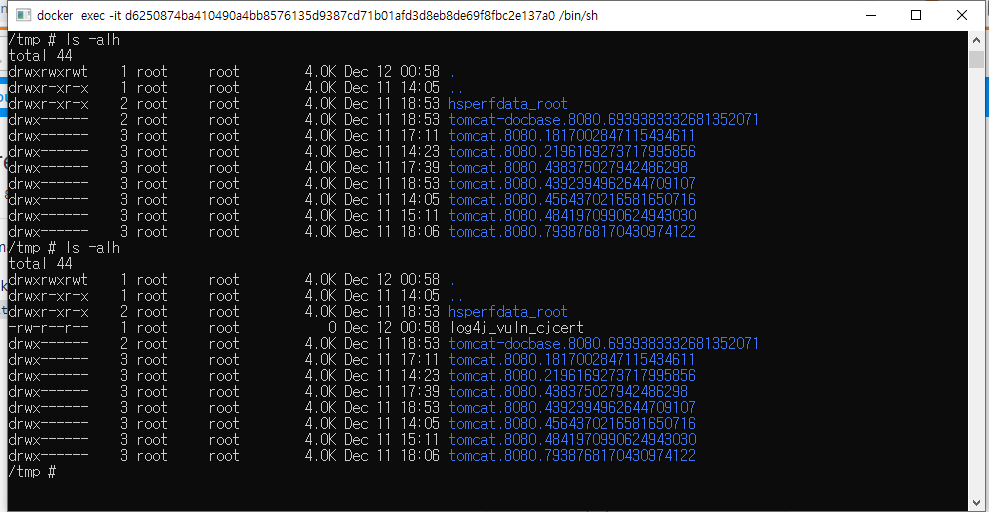 docker exec -it d6250874ba410490a4bb8576135d9387cd71b01afd3d8eb8de69f8fbc2e137a0 /bin/sh
/tmp # ls -alh
total 44
drwxrwxrwt 1 root root 4.0K Dec 12 00:58 .
drwxr-xr-x 1 root root 4.0K Dec 11 14:05 ..
drwxr-xr-x 2 root root 4.0K Dec 11 18:53 hsperfdata_root
drwx------ 2 root root 4.0K Dec 11 18:53 tomcat-docbase.8080.6939383332681352071
drwx------ 3 root root 4.0K Dec 11 17:11 tomcat.8080.1817002847115434611
drwx------ 3 root root 4.0K Dec 11 14:23 tomcat.8080.2196169273717995856
drwx------ 3 root root 4.0K Dec 11 17:39 tomcat.8080.438375027942486298
drwx------ 3 root root 4.0K Dec 11 18:53 tomcat.8080.4392394962644709107
drwx------ 3 root root 4.0K Dec 11 14:05 tomcat.8080.4564370216581650716
drwx------ 3 root root 4.0K Dec 11 15:11 tomcat.8080.4841970990624943030
drwx------ 3 root root 4.0K Dec 11 18:06 tomcat.8080.7938768170430974122
/tmp # ls -alh
total 44
drwxrwxrwt 1 root root 4.0K Dec 12 00:58 .
drwxr-xr-x 1 root root 4.0K Dec 11 14:05 ..
drwxr-xr-x 2 root root 4.0K Dec 11 18:53 hsperfdata_root
-rw-r--r-- 1 root root 0 Dec 12 00:58 log4j_vuln_cjcert
drwx------ 2 root root 4.0K Dec 11 18:53 tomcat-docbase.8080.6939383332681352071
drwx------ 3 root root 4.0K Dec 11 17:11 tomcat.8080.1817002847115434611
drwx------ 3 root root 4.0K Dec 11 14:23 tomcat.8080.2196169273717995856
drwx------ 3 root root 4.0K Dec 11 17:39 tomcat.8080.438375027942486298
drwx------ 3 root root 4.0K Dec 11 18:53 tomcat.8080.4392394962644709107
drwx------ 3 root root 4.0K Dec 11 14:05 tomcat.8080.4564370216581650716
drwx------ 3 root root 4.0K Dec 11 15:11 tomcat.8080.4841970990624943030
drwx------ 3 root root 4.0K Dec 11 18:06 tomcat.8080.7938768170430974122
/tmp #